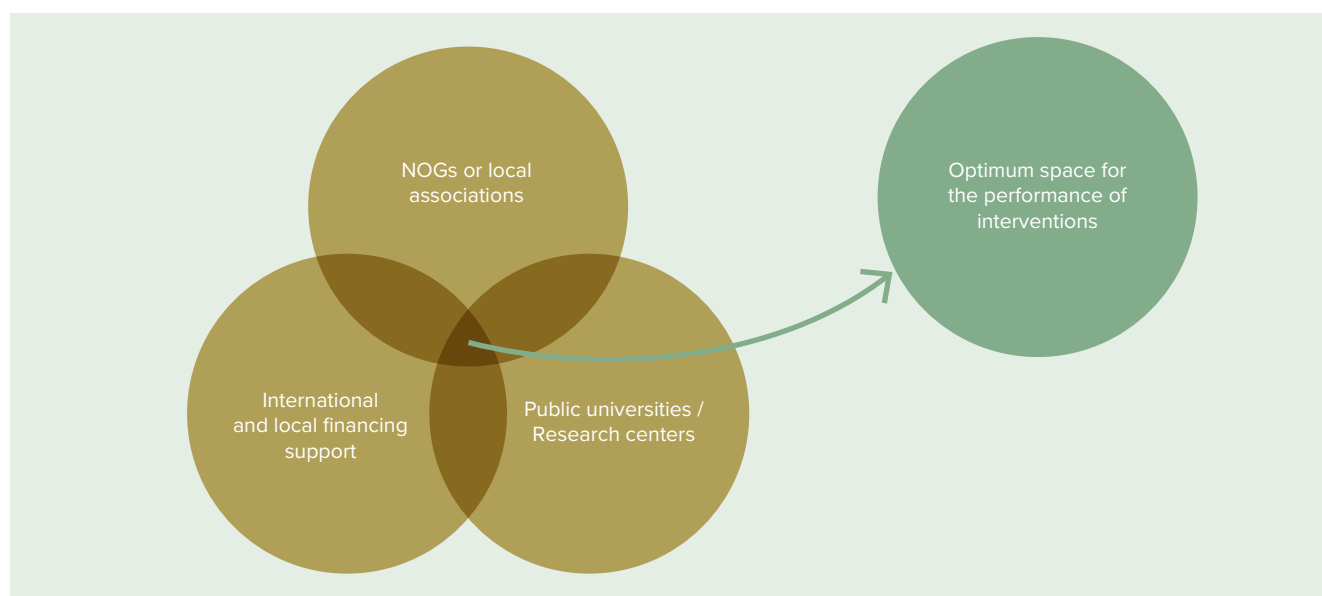 NOGs or local
associations
Optimum space for
the performance of
interventions
International
and local financing
support
Public universities /
Research centers